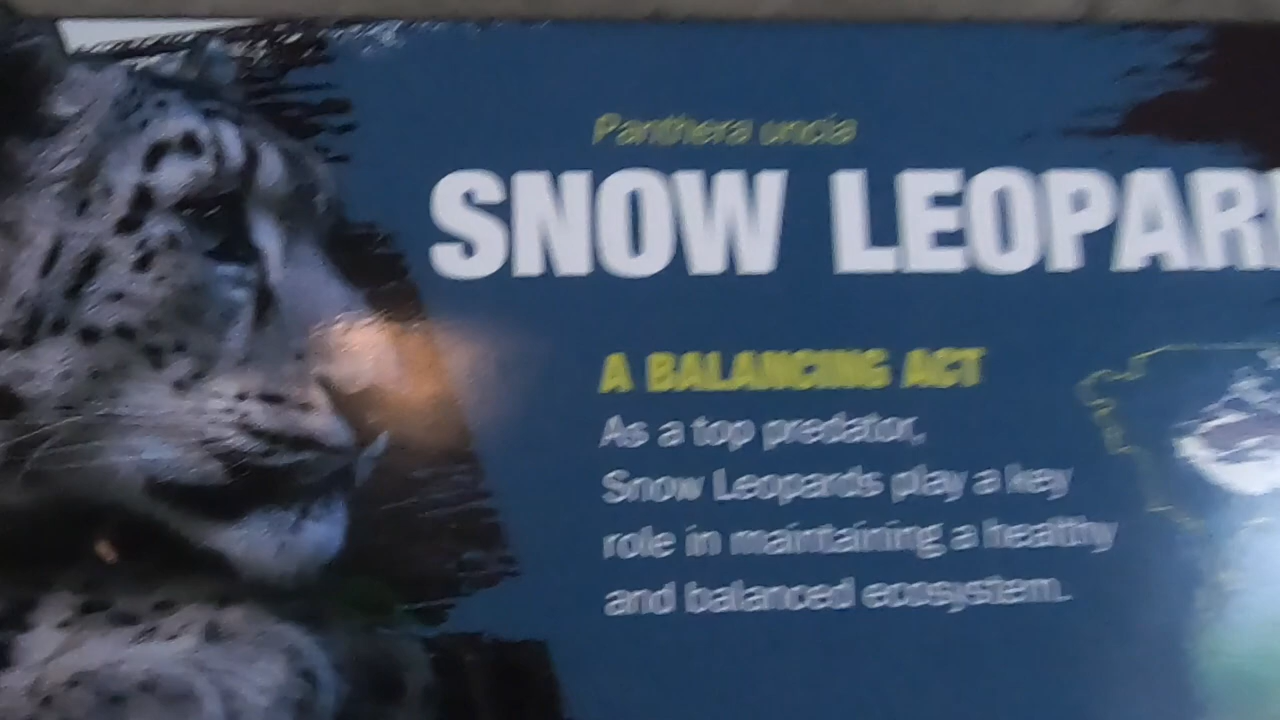 Panthera uncia
SNOW LEOPAR
A BALANCING ACT
As a top predator,
Snow Leopards play a key
role in maintaining a healthy
and balanced ecosystem.